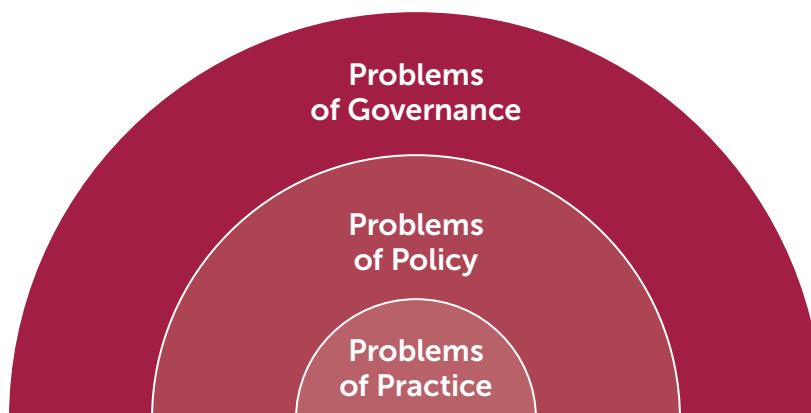 Problems
of Governance
Problems
of Policy
Problems
of Practice